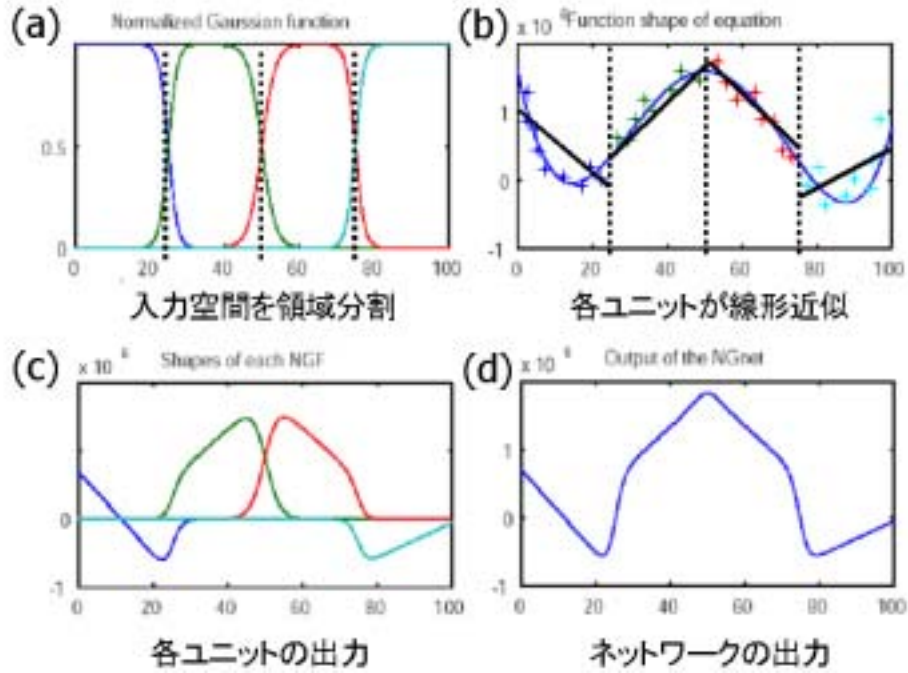 (a) Normalized Gaussian function
0.5
0
0 20 40 60 80 100
入力空間を領域分割
(b) x 10 Function shape of equation
1
0
-1
0 20 40 60 80 100
各ユニットが線形近似
(c) x 10 Shapes of each NGF
0
-1
0 20 40 60 80 100
各ユニットの出力
(d) x 10 Output of the NGnet
1
0
-1
0 20 40 60 80 100
ネットワークの出力